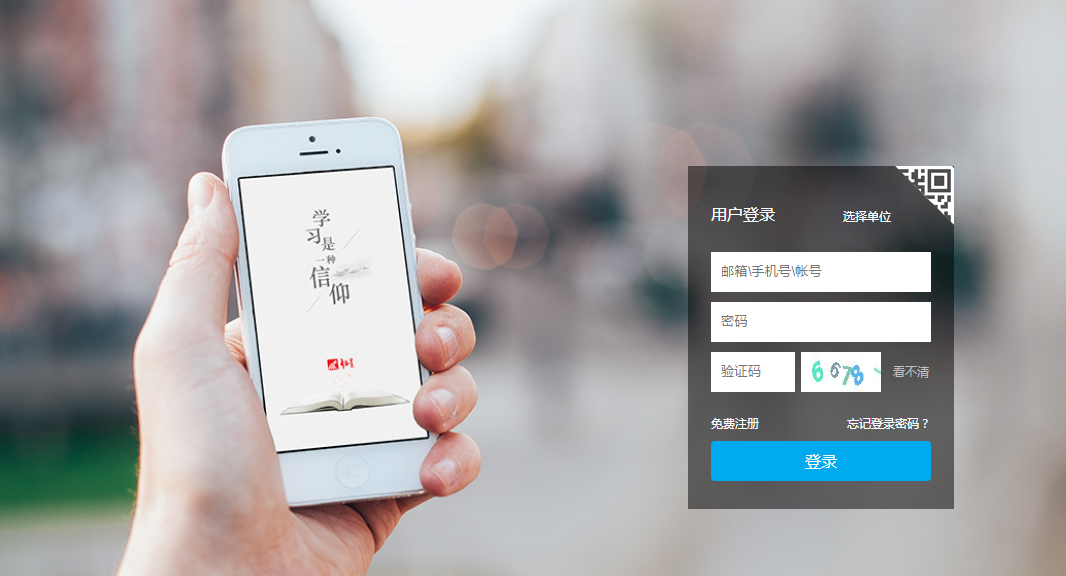 学
习是
一种
信
仰
用户登录 选择单位
邮箱\手机号\帐号
密码
验证码 6678 看不清
免费注册 忘记登录密码？
登录